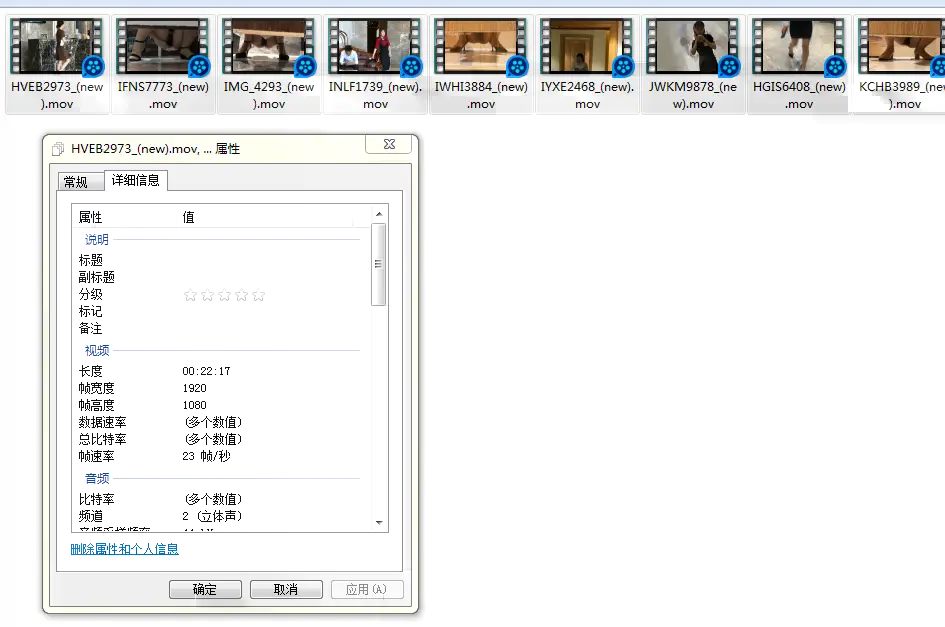 HVEB2973_(new
).mov
IFNS7773_(new)
.mov
IMG_4293_(new
).mov
INLF1739_(new).
mov
IWHI3884_(new)
.mov
IYXE2468_(new).
mov
JWKM9878_(ne
w).mov
HGIS6408_(new)
.mov
KCHB3989_(new
).mov
HVEB2973_(new).mov, ... 属性
常规 详细信息
属性 值
说明
标题
副标题
分级
标记
备注
视频
长度 00:22:17
帧宽度 1920
帧高度 1080
数据速率 (多个数值)
总比特率 (多个数值)
帧速率 23 帧/秒
音频
比特率 (多个数值)
频道 2 (立体声)
删除属性和个人信息
确定 取消 应用(A)